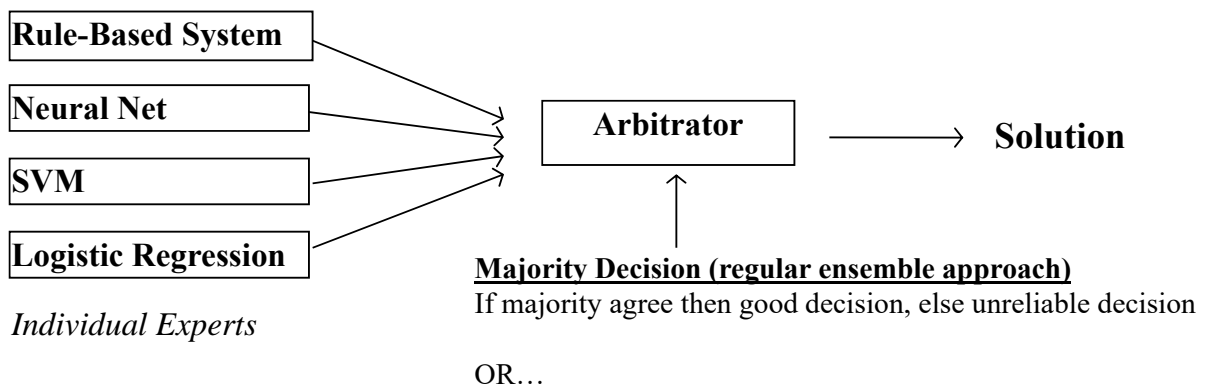 Rule-Based System
Neural Net
SVM
Logistic Regression
Individual Experts
Arbitrator
Solution
Majority Decision (regular ensemble approach)
If majority agree then good decision, else unreliable decision
OR…